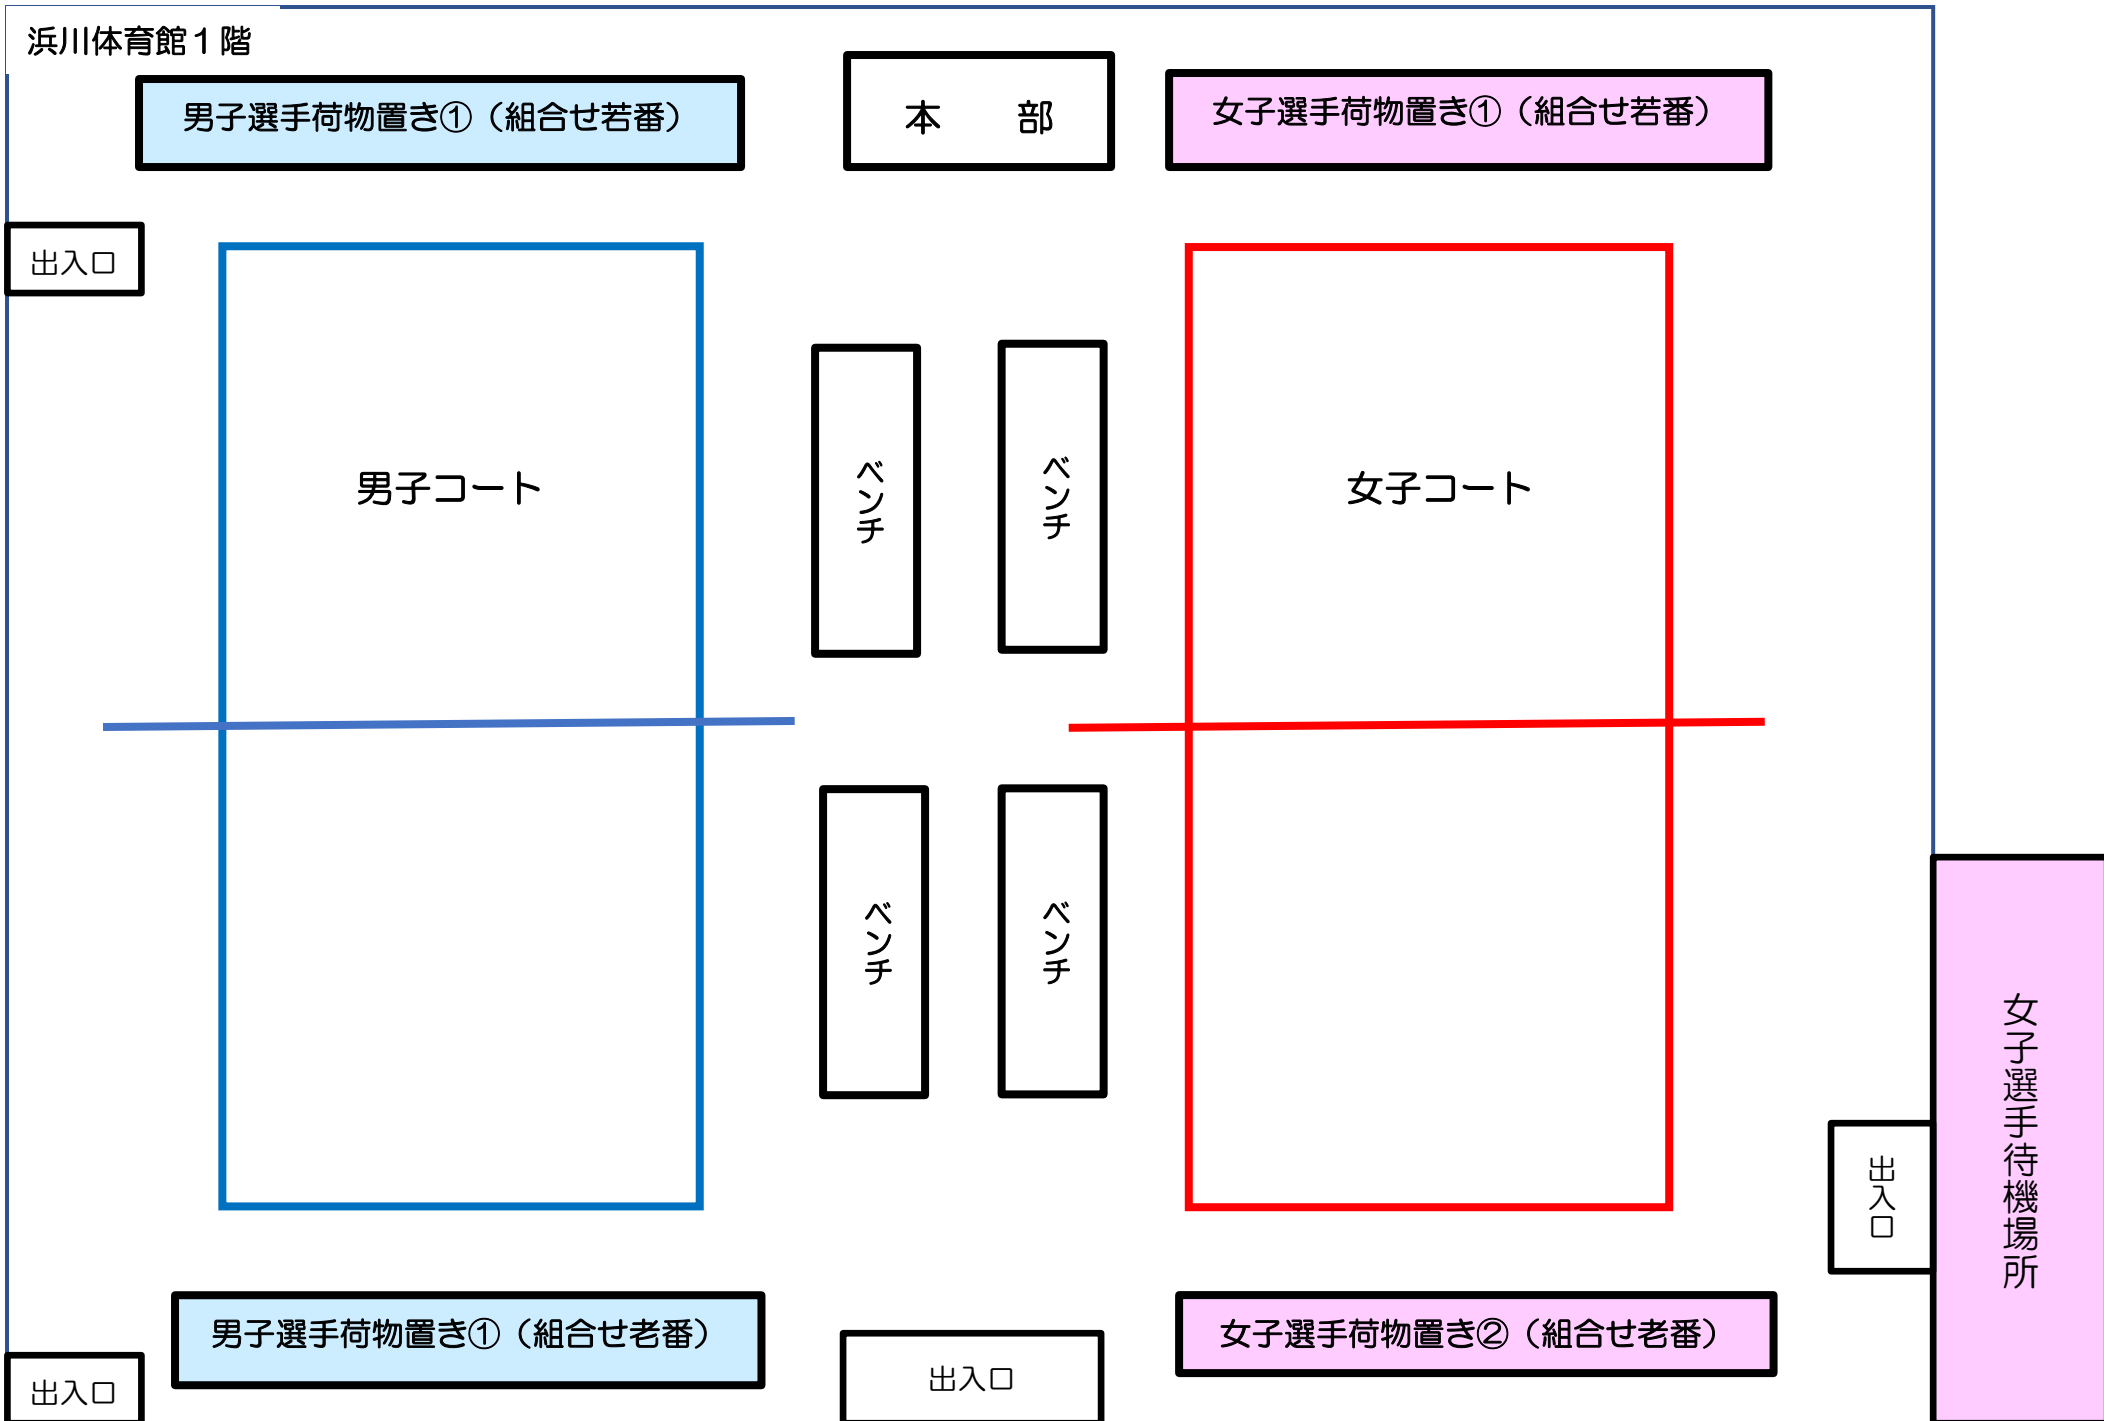 浜川体育館１階
男子選手荷物置き①（組合せ若番）
本　　部
女子選手荷物置き①（組合せ若番）
出入口
男子コート
ベンチ
ベンチ
女子コート
ベンチ
ベンチ
出入口
女子選手待機場所
男子選手荷物置き①（組合せ老番）
女子選手荷物置き②（組合せ老番）
出入口
出入口